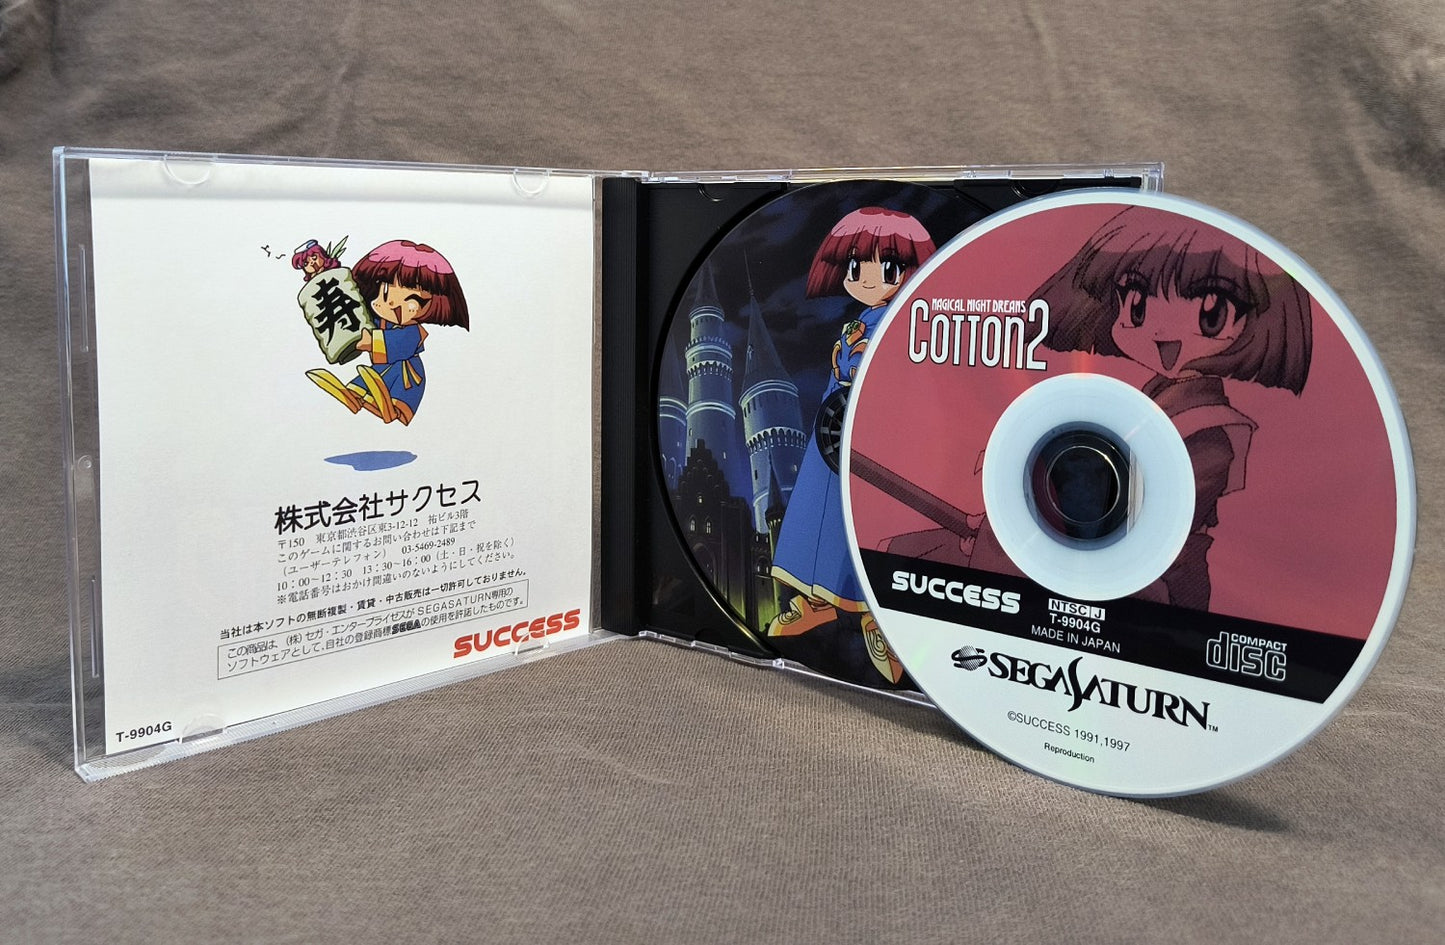 寿
株式会社サクセス
〒150 東京都渋谷区東3-12-12 祐ビル3階
このゲームに関するお問い合わせは下記まで
(ユーザーテレフォン) 03-5469-2489
10:00~12:30 13:30~16:00(土・日・祝を除く)
※電話番号はおかけ間違いのないようにしてください。
当社は本ソフトの無断複製・賃貸・中古販売は一切許可しておりません。
この商品は、(株)セガ・エンタープライゼスがSEGASATURN専用の
ソフトウェアとして、自社の登録商標SEGAの使用を許諾したものです。
SUCCESS
T-9904G
MAGICAL NIGHT DREAMS
COTTON2
SUCCESS
NTSC J
T-9904G
MADE IN JAPAN
COMPACT
disc
SEGASATURN™
©SUCCESS 1991,1997
Reproduction